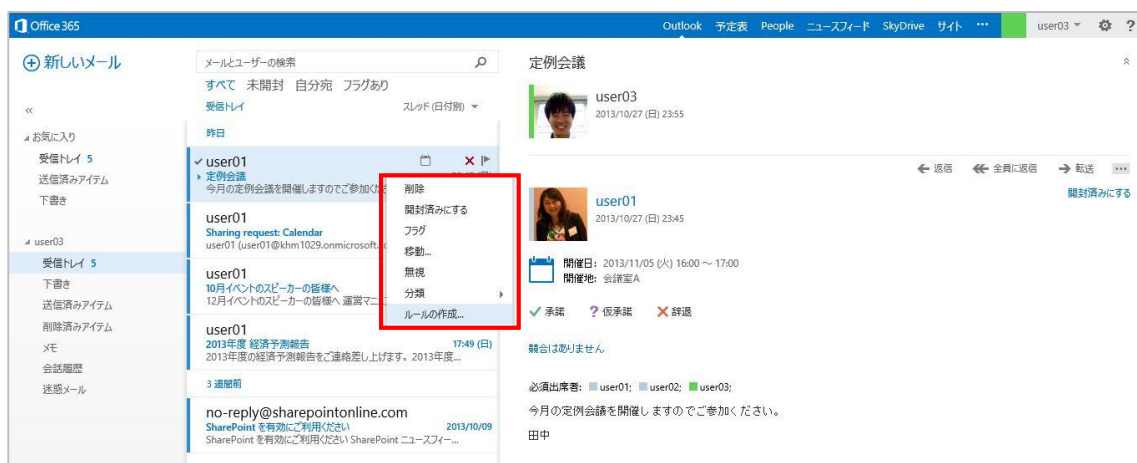 Office 365
Outlook 予定表 People ニュースフィード SkyDrive サイト ••• user03 ?
新しいメール
«
お気に入り
受信トレイ 5
送信済みアイテム
下書き
user03
受信トレイ 5
下書き
送信済みアイテム
削除済みアイテム
メモ
会話履歴
迷惑メール
メールとユーザーの検索
すべて 未開封 自分宛 フラグあり
受信トレイ スレッド (日付別)
昨日
user01
定例会議
今月の定例会議を開催しますのでご参加くだ
user01
Sharing request: Calendar
user01 (user01@khm1029.onmicrosoft.
user01
10月イベントのスピーカーの皆様へ
12月イベントのスピーカーの皆様へ 運営マニ
user01
2013年度 経済予測報告 17:49 (日)
2013年度の経済予測報告をご連絡差し上げます。2013年度...
3 週間前
no-reply@sharepointonline.com
SharePoint を有効にご利用ください 2013/10/09
SharePoint を有効にご利用ください SharePoint ニュースフィー...
削除
開封済みにする
フラグ
移動...
無視
分類
ルールの作成...
定例会議
user03
2013/10/27 (日) 23:55
返信 全員に返信 転送 •••
開封済みにする
user01
2013/10/27 (日) 23:45
開催日: 2013/11/05 (火) 16:00 ～ 17:00
開催地: 会議室A
承諾 ? 仮承諾 辞退
競合はありません
必須出席者: user01; user02; user03;
今月の定例会議を開催しますのでご参加ください。
田中